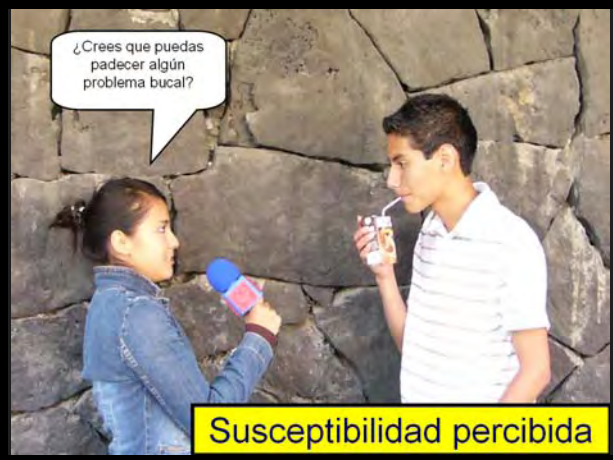 ¿Crees que puedas
padecer algún
problema bucal?
Susceptibilidad percibida